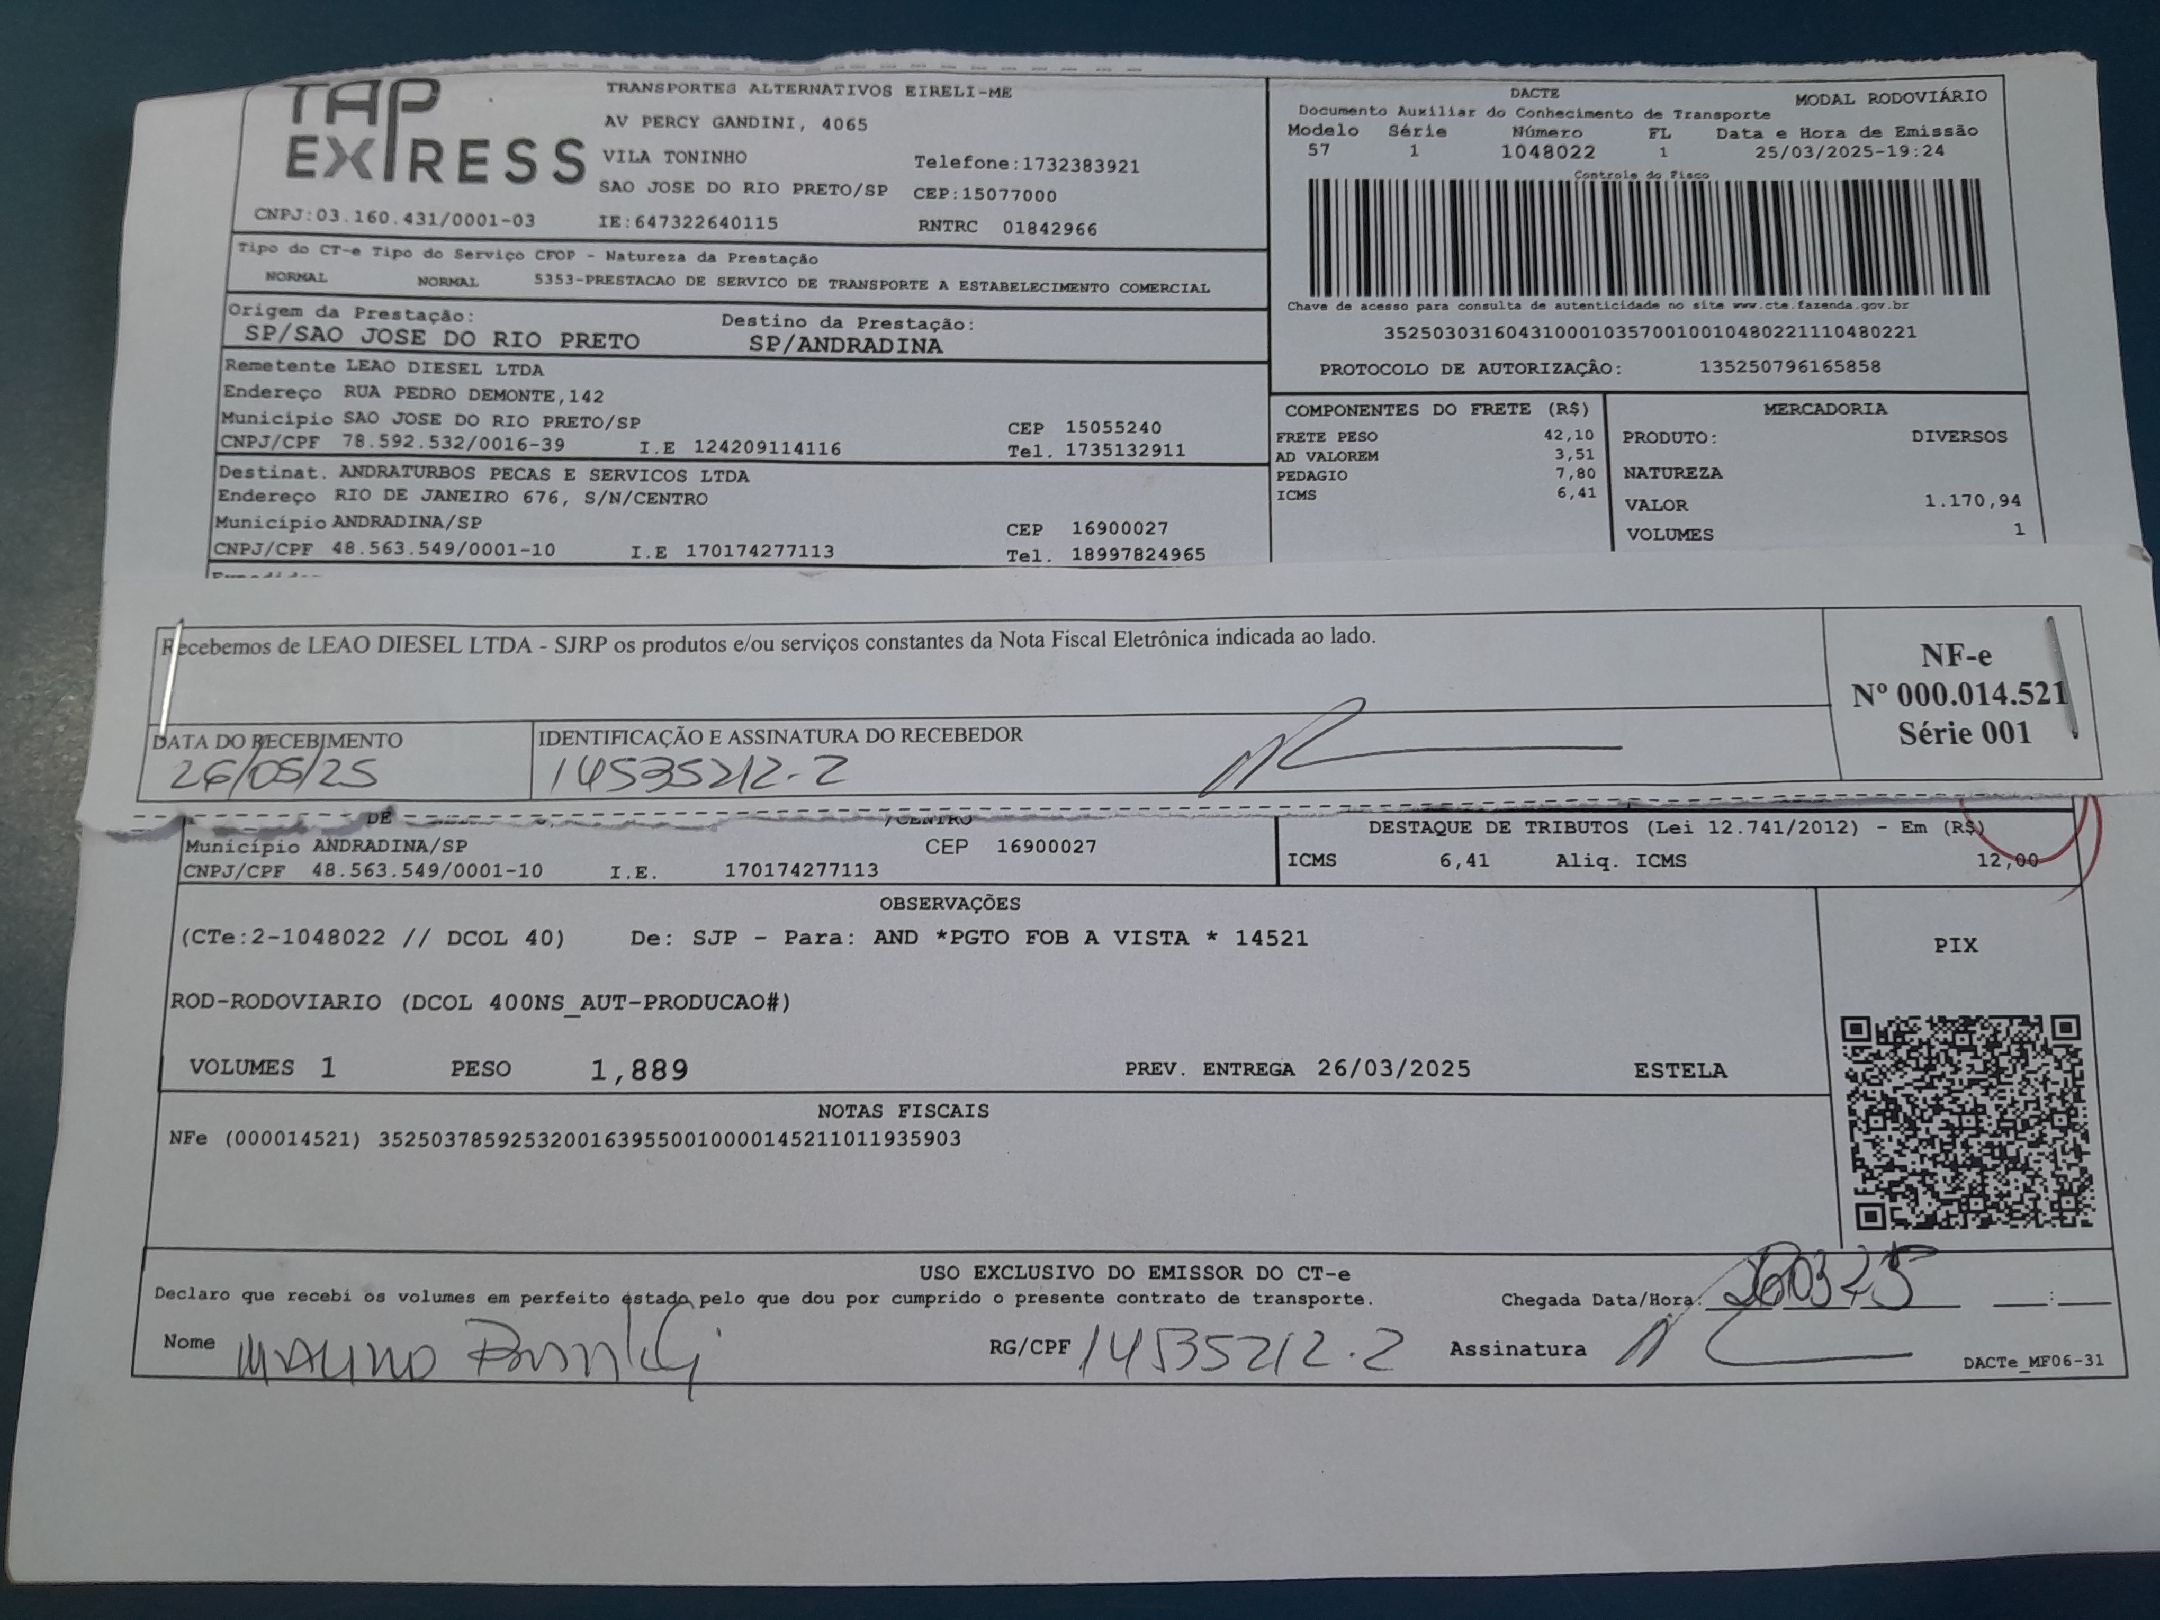 TAP EXPRESS
TRANSPORTES ALTERNATIVOS EIRELI-ME
AV PERCY GANDINI, 4065
VILA TONINHO Telefone:1732383921
SAO JOSE DO RIO PRETO/SP CEP:15077000
CNPJ:03.160.431/0001-03 IE:647322640115 RNTRC 01842966
DACTE MODAL RODOVIÁRIO
Documento Auxiliar do Conhecimento de Transporte
Modelo Série Número FL Data e Hora de Emissão
57 1 1048022 1 25/03/2025-19:24
Controle do Fisco
Chave de acesso para consulta de autenticidade no site www.cte.fazenda.gov.br
35250303160431000103570010010480221110480221
PROTOCOLO DE AUTORIZAÇÃO: 135250796165858
Tipo do CT-e Tipo do Serviço CFOP - Natureza da Prestação
NORMAL NORMAL 5353-PRESTACAO DE SERVICO DE TRANSPORTE A ESTABELECIMENTO COMERCIAL
Origem da Prestação: Destino da Prestação:
SP/SAO JOSE DO RIO PRETO SP/ANDRADINA
Remetente LEAO DIESEL LTDA
Endereço RUA PEDRO DEMONTE,142
Município SAO JOSE DO RIO PRETO/SP CEP 15055240
CNPJ/CPF 78.592.532/0016-39 I.E 124209114116 Tel. 1735132911
Destinat. ANDRATURBOS PECAS E SERVICOS LTDA
Endereço RIO DE JANEIRO 676, S/N/CENTRO
Município ANDRADINA/SP CEP 16900027
CNPJ/CPF 48.563.549/0001-10 I.E 170174277113 Tel. 18997824965
COMPONENTES DO FRETE (R$)
FRETE PESO 42,10
AD VALOREM 3,51
PEDAGIO 7,80
ICMS 6,41
MERCADORIA
PRODUTO: DIVERSOS
NATUREZA
VALOR 1.170,94
VOLUMES 1
Recebemos de LEAO DIESEL LTDA - SJRP os produtos e/ou serviços constantes da Nota Fiscal Eletrônica indicada ao lado.
DATA DO RECEBIMENTO
26/05/25
IDENTIFICAÇÃO E ASSINATURA DO RECEBEDOR
14535212-2
NF-e
Nº 000.014.521
Série 001
DE /CENTRO
Município ANDRADINA/SP CEP 16900027
CNPJ/CPF 48.563.549/0001-10 I.E. 170174277113
DESTAQUE DE TRIBUTOS (Lei 12.741/2012) - Em (R$)
ICMS 6,41 Aliq. ICMS 12,00
OBSERVAÇÕES
(CTe:2-1048022 // DCOL 40) De: SJP - Para: AND *PGTO FOB A VISTA * 14521
ROD-RODOVIARIO (DCOL 400NS_AUT-PRODUCAO#)
VOLUMES 1 PESO 1,889 PREV. ENTREGA 26/03/2025 ESTELA
PIX
NOTAS FISCAIS
NFe (000014521) 35250378592532001639550010000145211011935903
USO EXCLUSIVO DO EMISSOR DO CT-e
Declaro que recebi os volumes em perfeito estado pelo que dou por cumprido o presente contrato de transporte.
Chegada Data/Hora: 26 03 25 __:__
Nome MAURO RG/CPF 14535212-2 Assinatura
DACTe_MF06-31